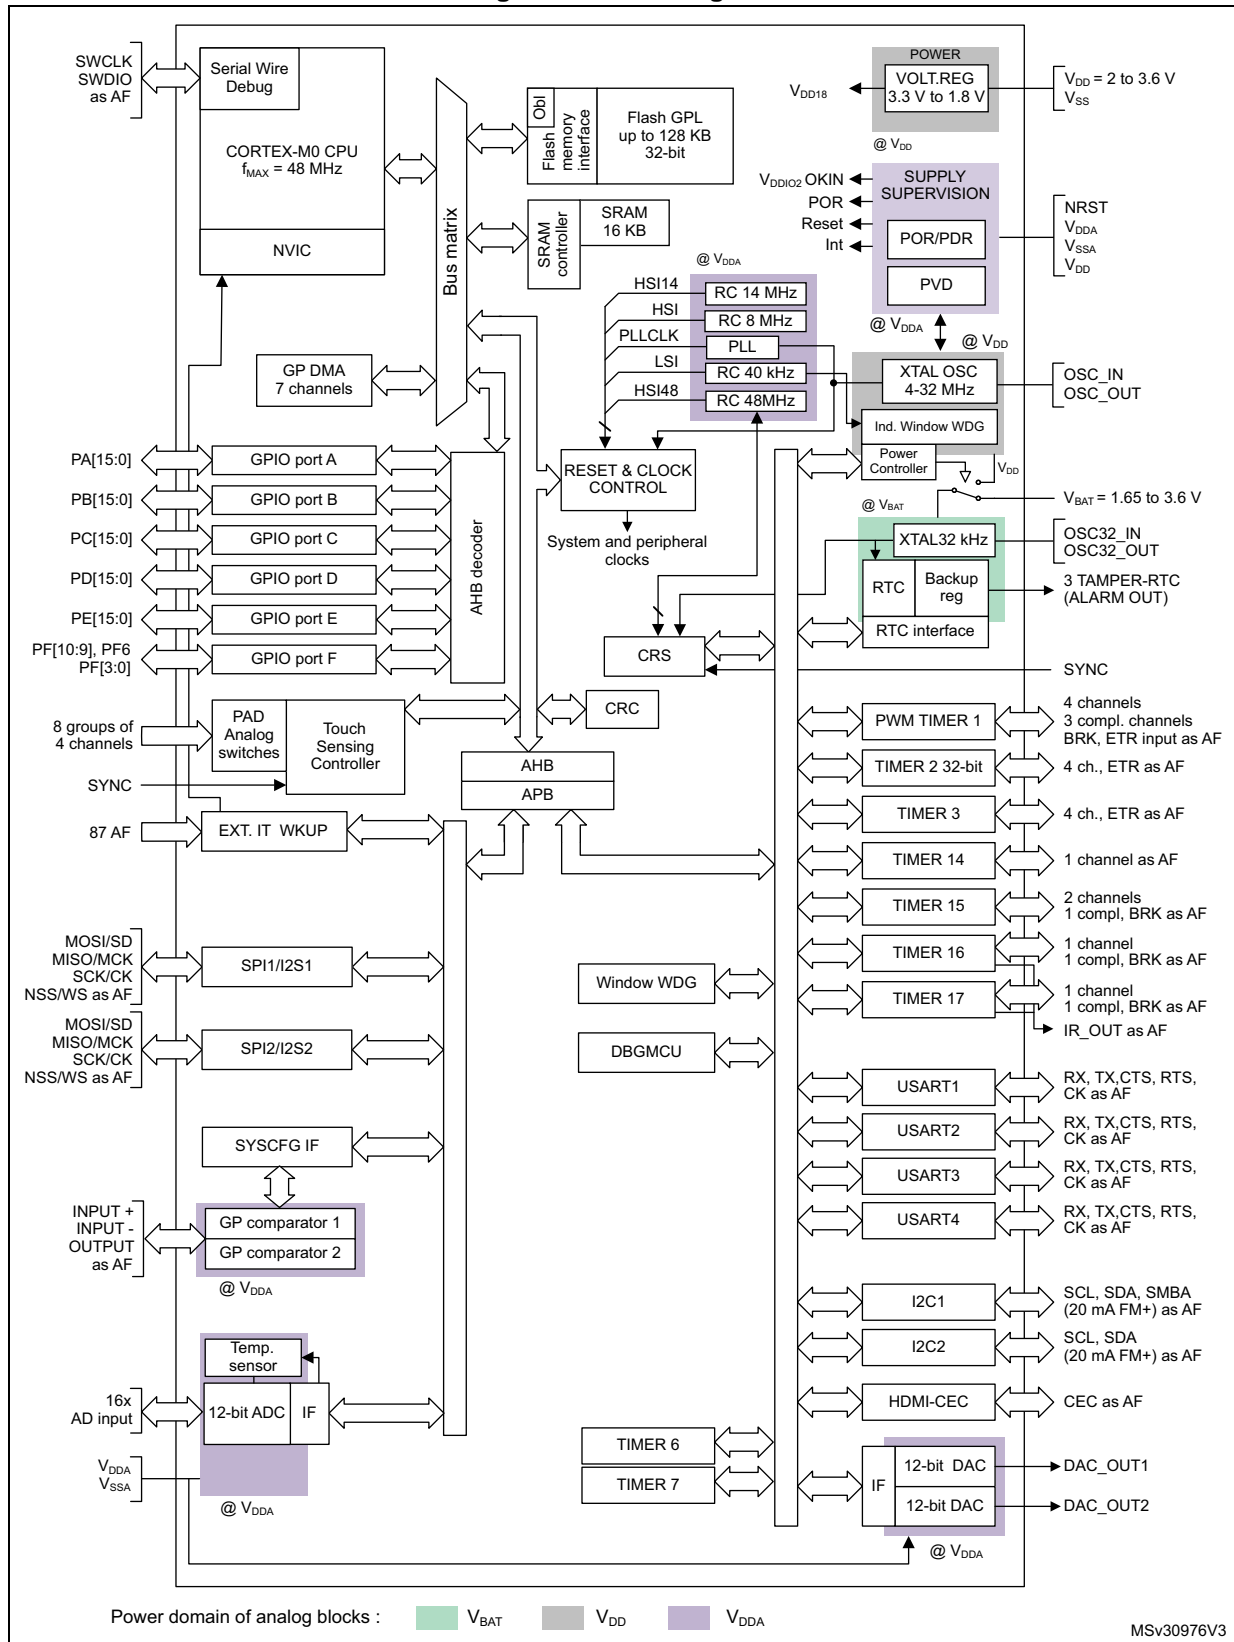 SWCLK
SWDIO
as AF
Serial Wire
Debug
CORTEX-M0 CPU
fMAX = 48 MHz
NVIC
Bus matrix
Obl
Flash
memory
interface
Flash GPL
up to 128 KB
32-bit
SRAM
controller
SRAM
16 KB
POWER
VOLT.REG
3.3 V to 1.8 V
VDD18
VDD = 2 to 3.6 V
VSS
@ VDD
VDDIO2 OKIN
POR
Reset
Int
SUPPLY
SUPERVISION
POR/PDR
PVD
NRST
VDDA
VSSA
VDD
@ VDDA
@ VDDA
@ VDD
HSI14
HSI
PLLCLK
LSI
HSI48
RC 14 MHz
RC 8 MHz
PLL
RC 40 kHz
RC 48MHz
XTAL OSC
4-32 MHz
OSC_IN
OSC_OUT
Ind. Window WDG
Power
Controller
VDD
VBAT = 1.65 to 3.6 V
@ VBAT
GP DMA
7 channels
PA[15:0]
GPIO port A
PB[15:0]
GPIO port B
PC[15:0]
GPIO port C
PD[15:0]
GPIO port D
PE[15:0]
GPIO port E
PF[10:9], PF6
PF[3:0]
GPIO port F
AHB decoder
RESET & CLOCK
CONTROL
System and peripheral
clocks
XTAL32 kHz
OSC32_IN
OSC32_OUT
RTC
Backup
reg
3 TAMPER-RTC
(ALARM OUT)
RTC interface
CRS
SYNC
8 groups of
4 channels
PAD
Analog
switches
Touch
Sensing
Controller
SYNC
CRC
AHB
APB
87 AF
EXT. IT WKUP
PWM TIMER 1
4 channels
3 compl. channels
BRK, ETR input as AF
TIMER 2 32-bit
4 ch., ETR as AF
TIMER 3
4 ch., ETR as AF
TIMER 14
1 channel as AF
TIMER 15
2 channels
1 compl, BRK as AF
TIMER 16
1 channel
1 compl, BRK as AF
TIMER 17
1 channel
1 compl, BRK as AF
IR_OUT as AF
MOSI/SD
MISO/MCK
SCK/CK
NSS/WS as AF
SPI1/I2S1
Window WDG
MOSI/SD
MISO/MCK
SCK/CK
NSS/WS as AF
SPI2/I2S2
DBGMCU
USART1
RX, TX,CTS, RTS,
CK as AF
USART2
RX, TX,CTS, RTS,
CK as AF
USART3
RX, TX,CTS, RTS,
CK as AF
USART4
RX, TX,CTS, RTS,
CK as AF
SYSCFG IF
INPUT +
INPUT -
OUTPUT
as AF
GP comparator 1
GP comparator 2
@ VDDA
I2C1
SCL, SDA, SMBA
(20 mA FM+) as AF
I2C2
SCL, SDA
(20 mA FM+) as AF
HDMI-CEC
CEC as AF
Temp.
sensor
16x
AD input
12-bit ADC
IF
VDDA
VSSA
@ VDDA
TIMER 6
TIMER 7
IF
12-bit DAC
12-bit DAC
DAC_OUT1
DAC_OUT2
@ VDDA
Power domain of analog blocks :
VBAT
VDD
VDDA
MSv30976V3